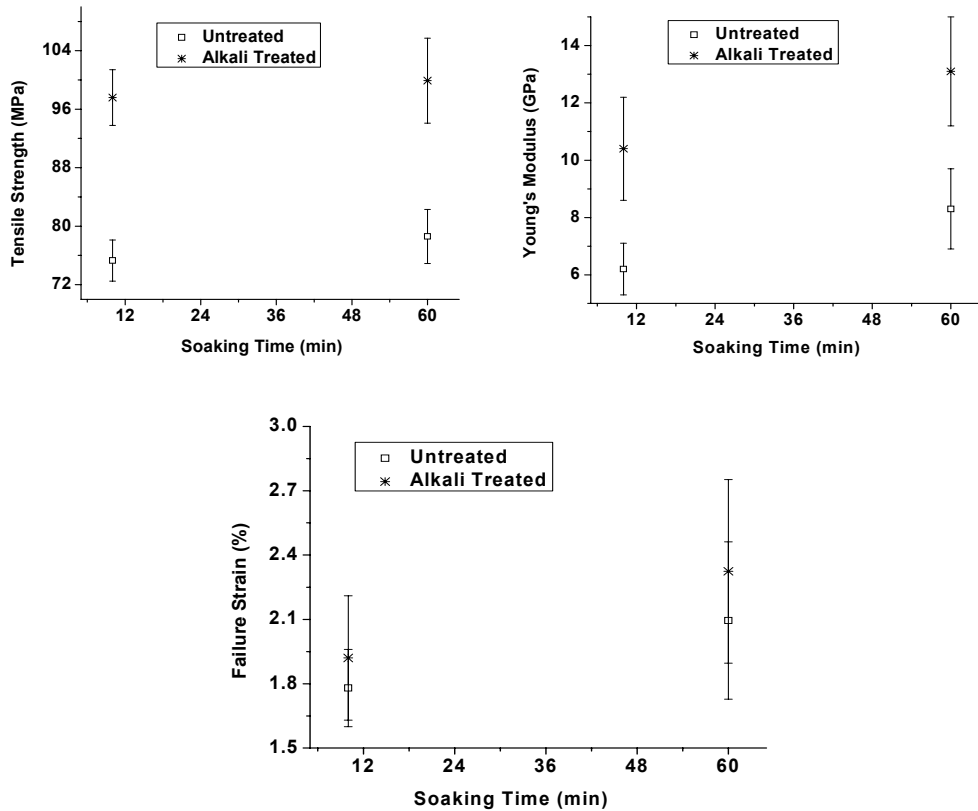 Untreated
Alkali Treated
104
96
88
80
72
Tensile Strength (MPa)
12 24 36 48 60
Soaking Time (min)
Untreated
Alkali Treated
14
12
10
8
6
Young's Modulus (GPa)
12 24 36 48 60
Soaking Time (min)
Untreated
Alkali Treated
3.0
2.7
2.4
2.1
1.8
1.5
Failure Strain (%)
12 24 36 48 60
Soaking Time (min)